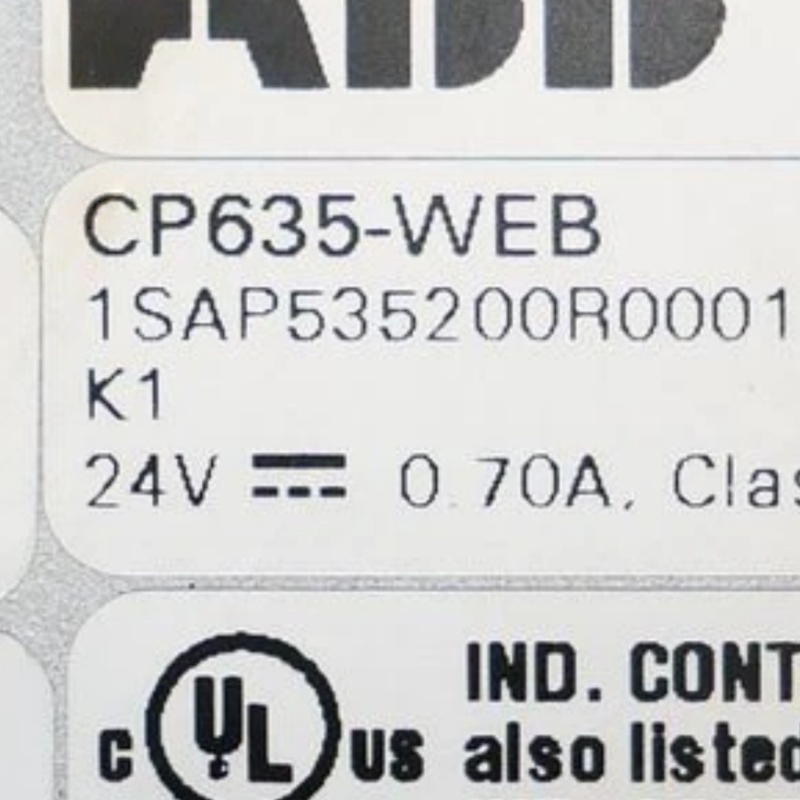 ABB
CP635-WEB
1SAP535200R0001
K1
24V ⎓ 0.70A, Clas
IND. CONT
c UL us also listed